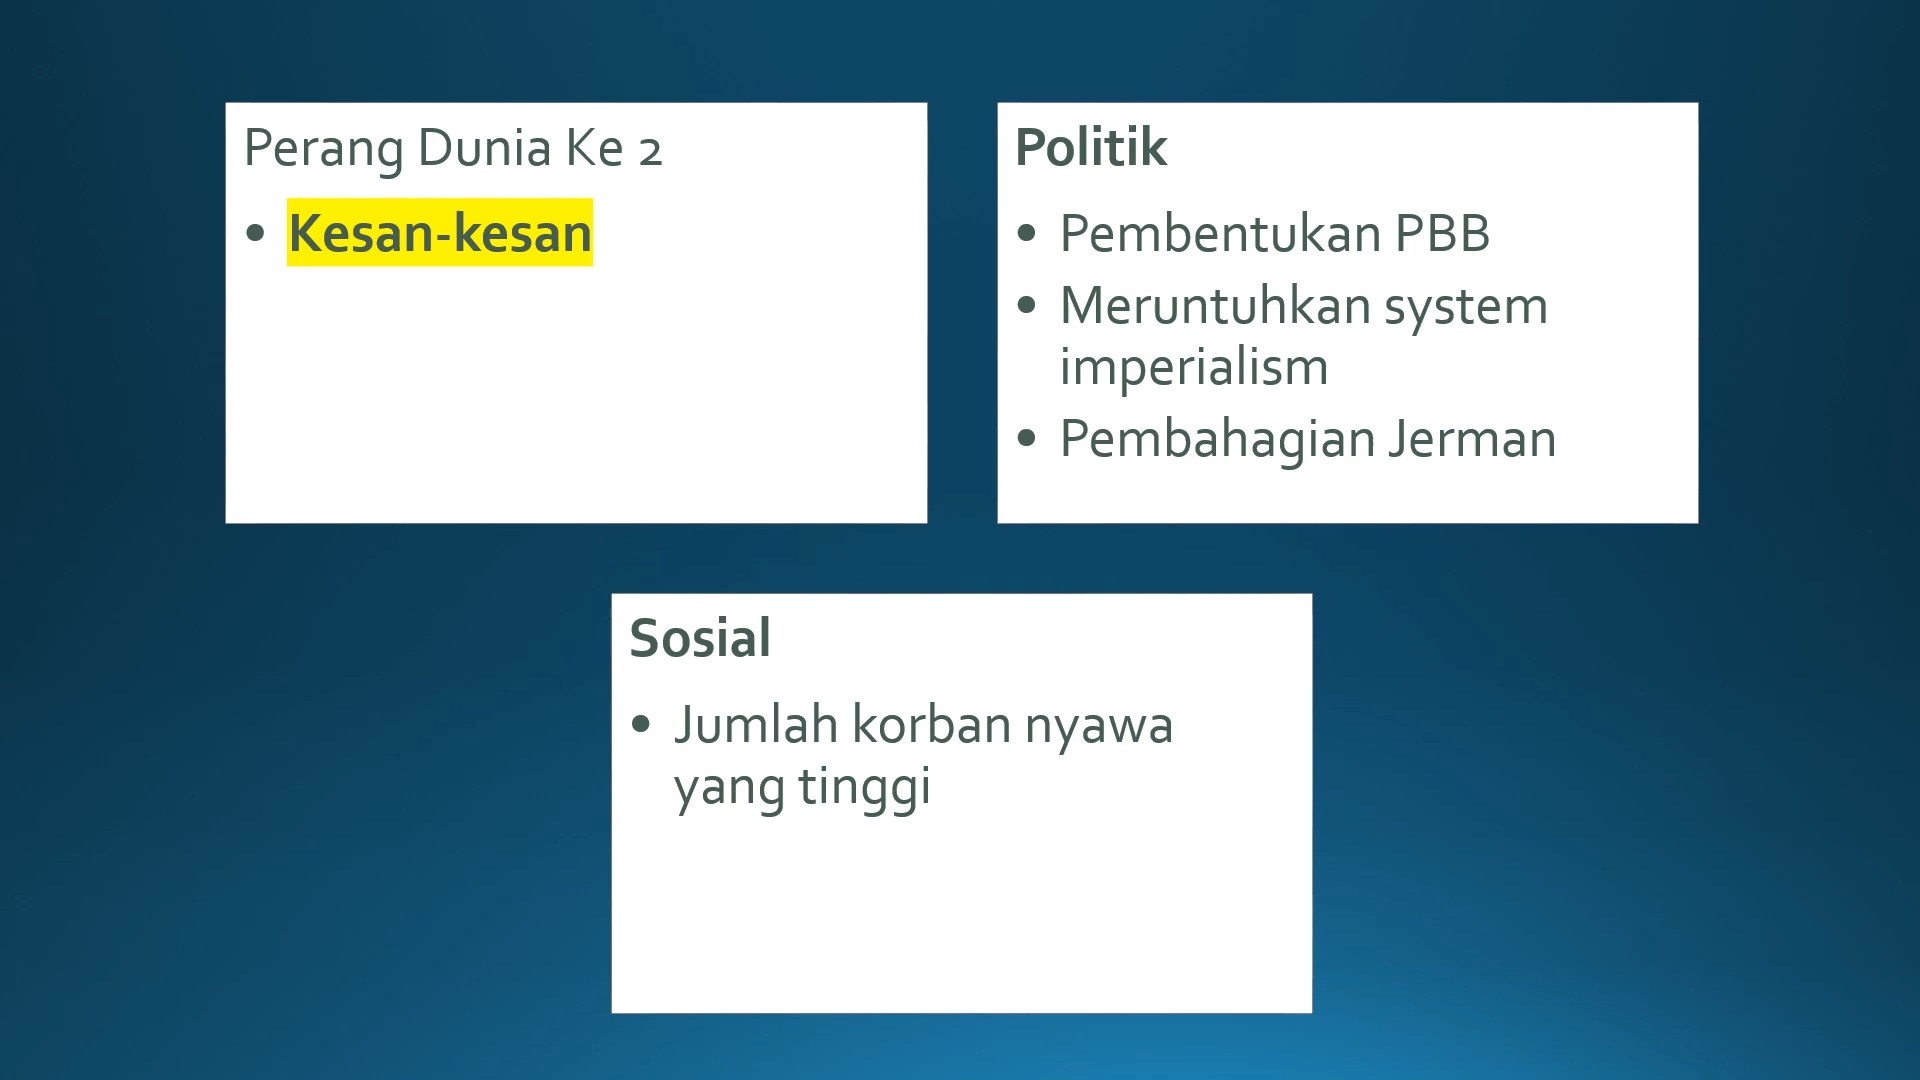 Perang Dunia Ke 2
• Kesan-kesan
Politik
• Pembentukan PBB
• Meruntuhkan system
imperialism
• Pembahagian Jerman
Sosial
• Jumlah korban nyawa
yang tinggi